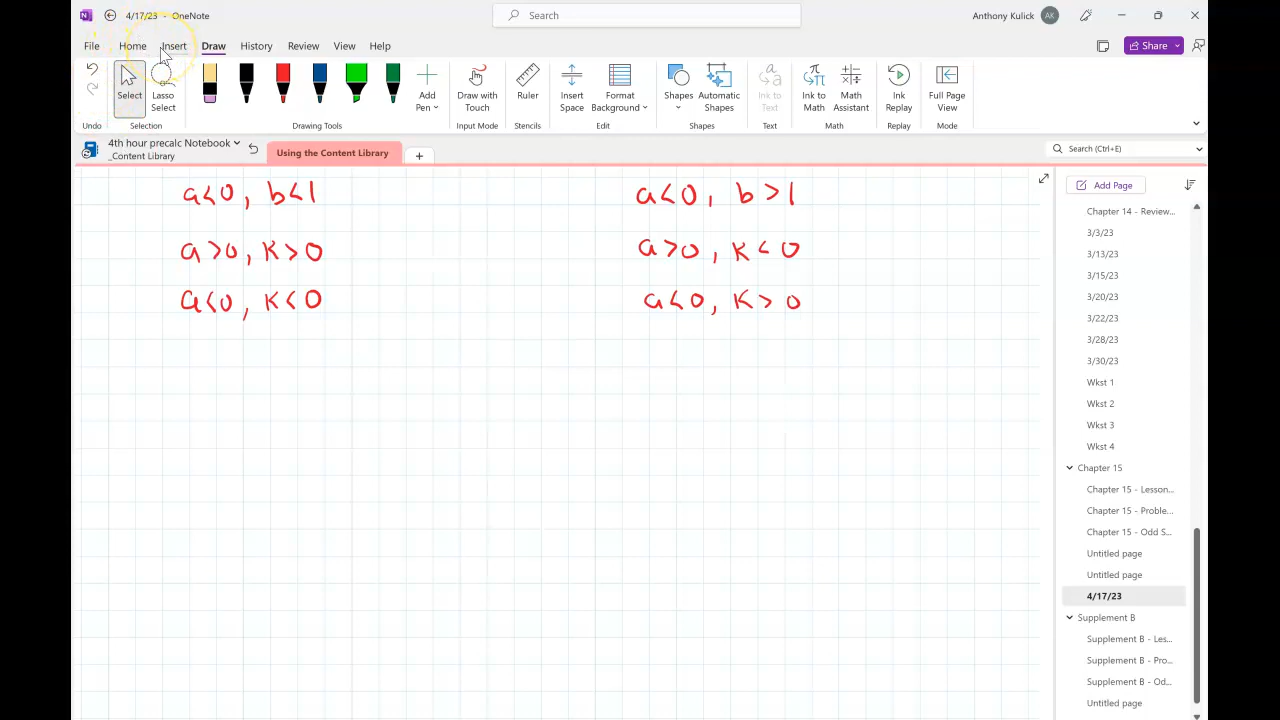 4/17/23 - OneNote
Search
Anthony Kulick
AK
File Home Insert Draw History Review View Help
Share
Select
Lasso Select
Add Pen
Draw with Touch
Ruler
Insert Space
Format Background
Shapes
Automatic Shapes
Ink to Text
Ink to Math
Math Assistant
Ink Replay
Full Page View
Undo Selection Drawing Tools Input Mode Stencils Edit Shapes Text Math Replay Mode
4th hour precalc Notebook
_Content Library
Using the Content Library
+
Search (Ctrl+E)
a<0, b<1
a<0, b>1
a>0, k>0
a>0, k<0
a<0, k<0
a<0, k>0
Add Page
Chapter 14 - Review...
3/3/23
3/13/23
3/15/23
3/20/23
3/22/23
3/28/23
3/30/23
Wkst 1
Wkst 2
Wkst 3
Wkst 4
Chapter 15
Chapter 15 - Lesson...
Chapter 15 - Proble...
Chapter 15 - Odd S...
Untitled page
Untitled page
4/17/23
Supplement B
Supplement B - Les...
Supplement B - Pro...
Supplement B - Od...
Untitled page